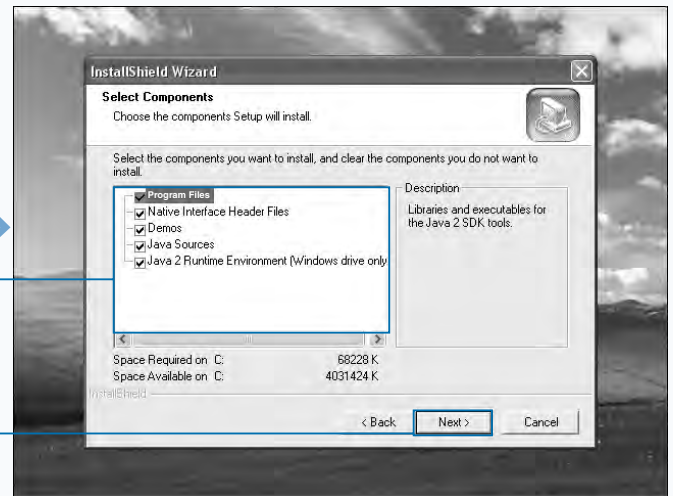 InstallShield Wizard
Select Components
Choose the components Setup will install.
Select the components you want to install, and clear the components you do not want to
install.
Program Files
Native Interface Header Files
Demos
Java Sources
Java 2 Runtime Environment (Windows drive only
Description
Libraries and executables for
the Java 2 SDK tools.
Space Required on C: 68228 K
Space Available on C: 4031424 K
InstallShield
< Back Next > Cancel